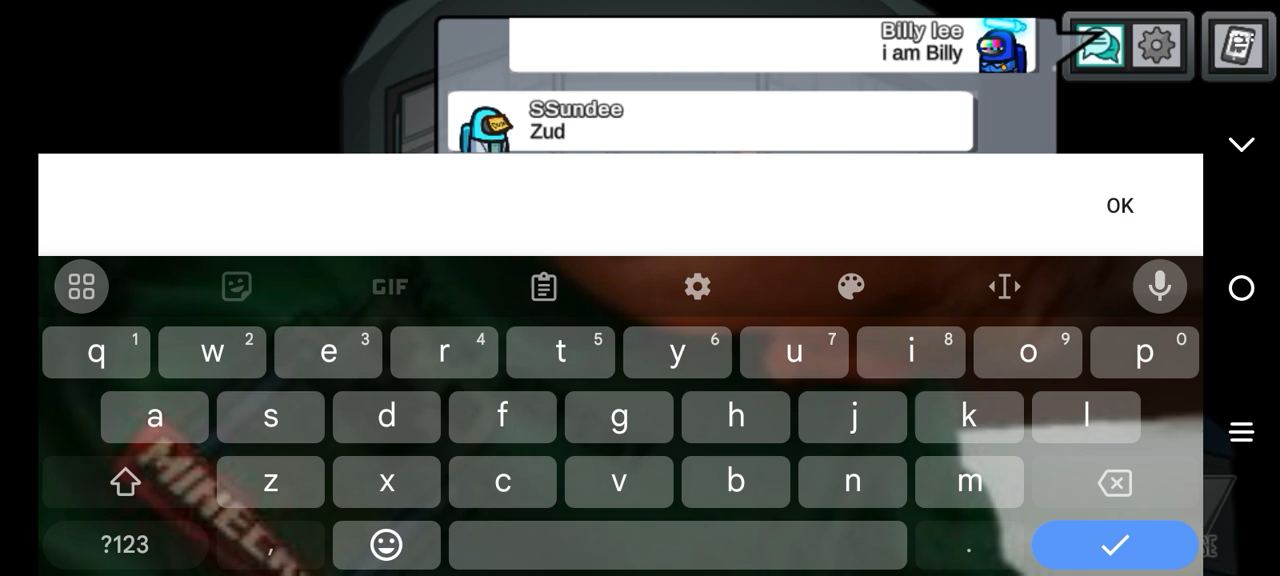 Billy lee
i am Billy
SSundee
Zud
OK
GIF
q 1 w 2 e 3 r 4 t 5 y 6 u 7 i 8 o 9 p 0
a s d f g h j k l
z x c v b n m
?123 , .